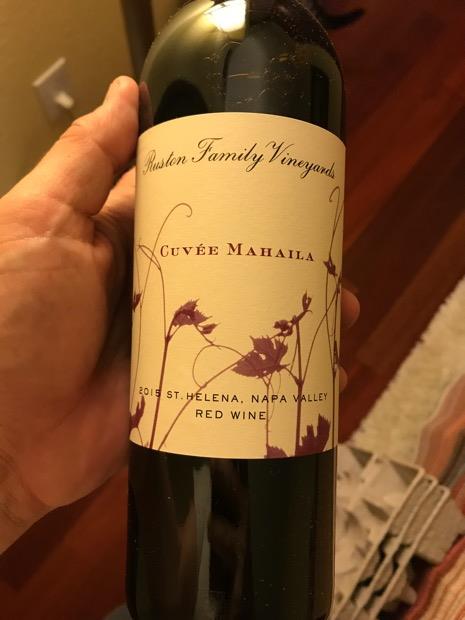 Ruston Family Vineyards
CUVÉE MAHAILA
2015 ST. HELENA, NAPA VALLEY
RED WINE